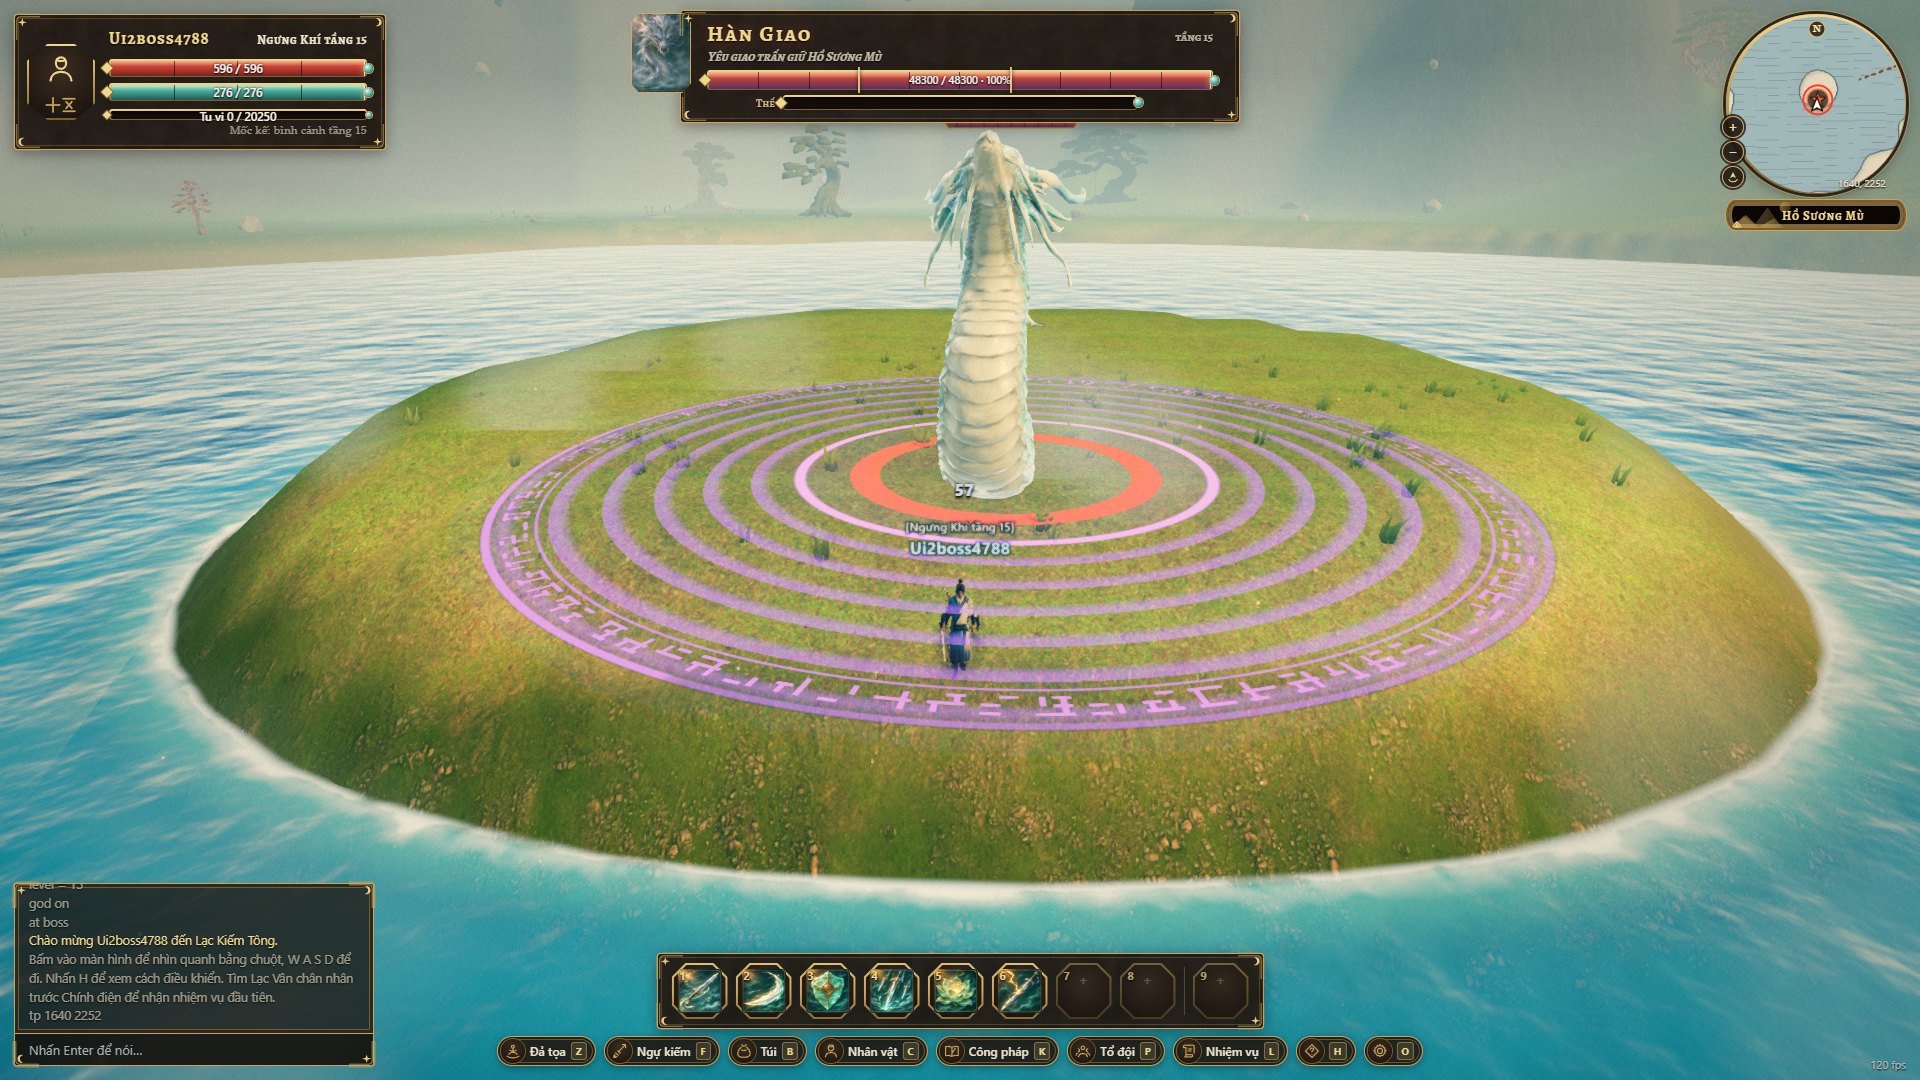 Ui2boss4788
Ngưng Khí tầng 15
596 / 596
276 / 276
Tu vi 0 / 20250
Mốc kế: bình cảnh tầng 15
Hàn Giao
Tầng 15
Yêu giao trấn giữ Hồ Sương Mù
48300 / 48300 · 100%
Thế
N
+
−
1640, 2252
Hồ Sương Mù
57
[Ngưng Khí tầng 15]
Ui2boss4788
level = 15
god on
at boss
Chào mừng Ui2boss4788 đến Lạc Kiếm Tông.
Bấm vào màn hình để nhìn quanh bằng chuột, W A S D để
đi. Nhấn H để xem cách điều khiển. Tìm Lạc Vân chân nhân
trước Chính điện để nhận nhiệm vụ đầu tiên.
tp 1640 2252
Nhấn Enter để nói...
1 2 3 4 5 6 7 8 9
Đả tọa Z
Ngự kiếm F
Túi B
Nhân vật C
Công pháp K
Tổ đội P
Nhiệm vụ L
H
O
120 fps